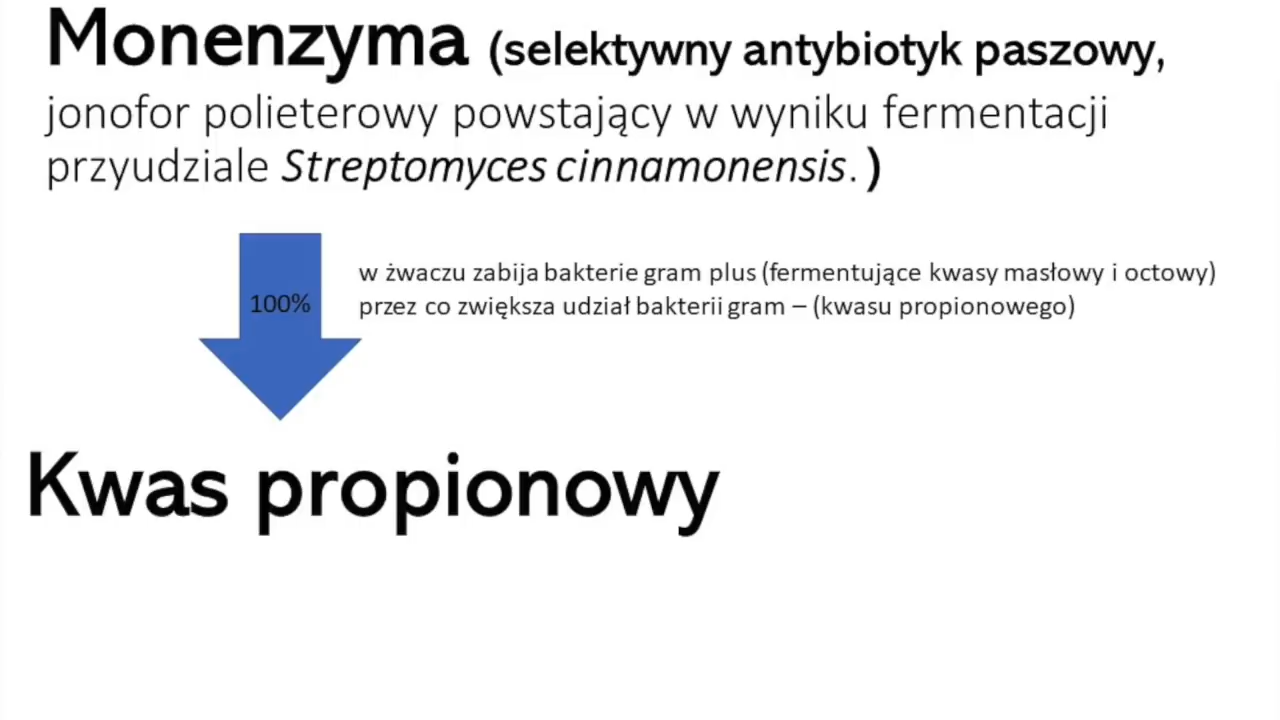 Monenzyma (selektywny antybiotyk paszowy,
jonofor polieterowy powstający w wyniku fermentacji
przyudziale Streptomyces cinnamonensis. )
w żwaczu zabija bakterie gram plus (fermentujące kwasy masłowy i octowy)
100%
przez co zwiększa udział bakterii gram – (kwasu propionowego)
Kwas propionowy